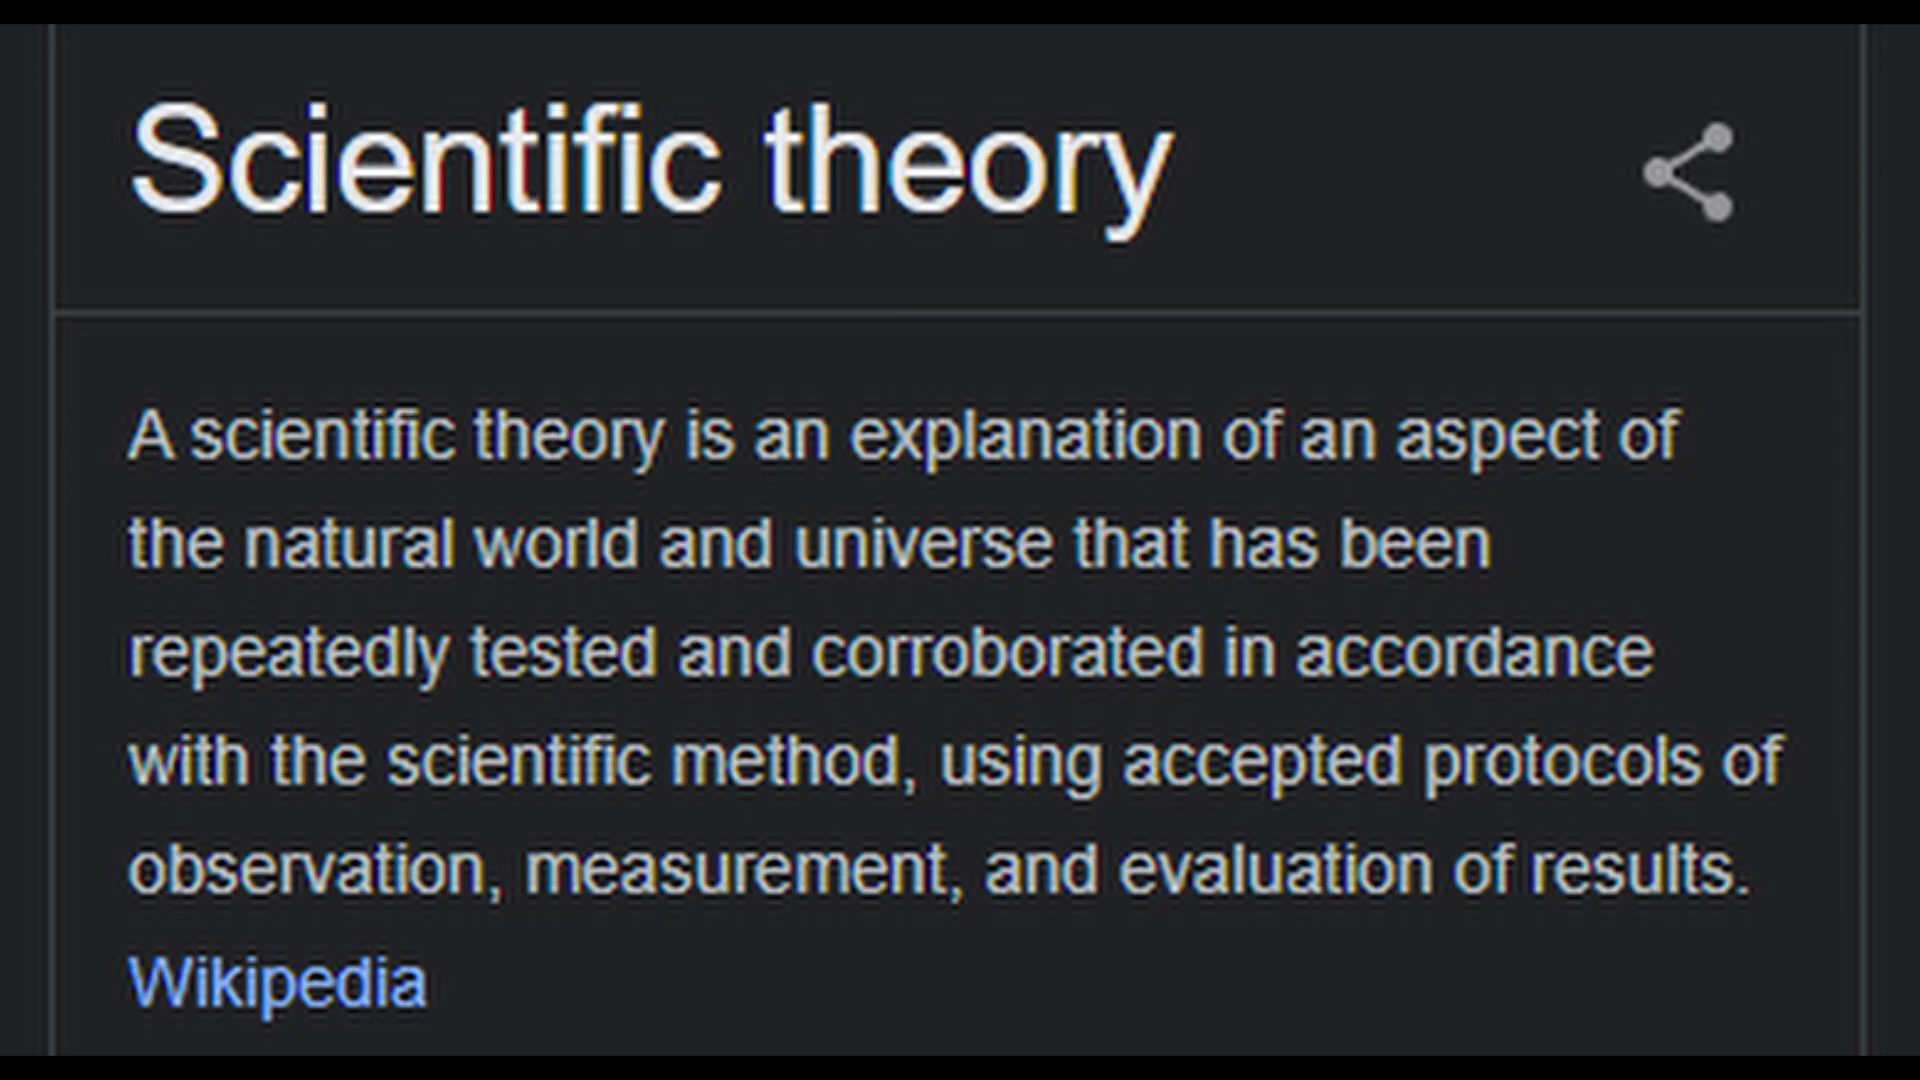 Scientific theory
A scientific theory is an explanation of an aspect of
the natural world and universe that has been
repeatedly tested and corroborated in accordance
with the scientific method, using accepted protocols of
observation, measurement, and evaluation of results.
Wikipedia